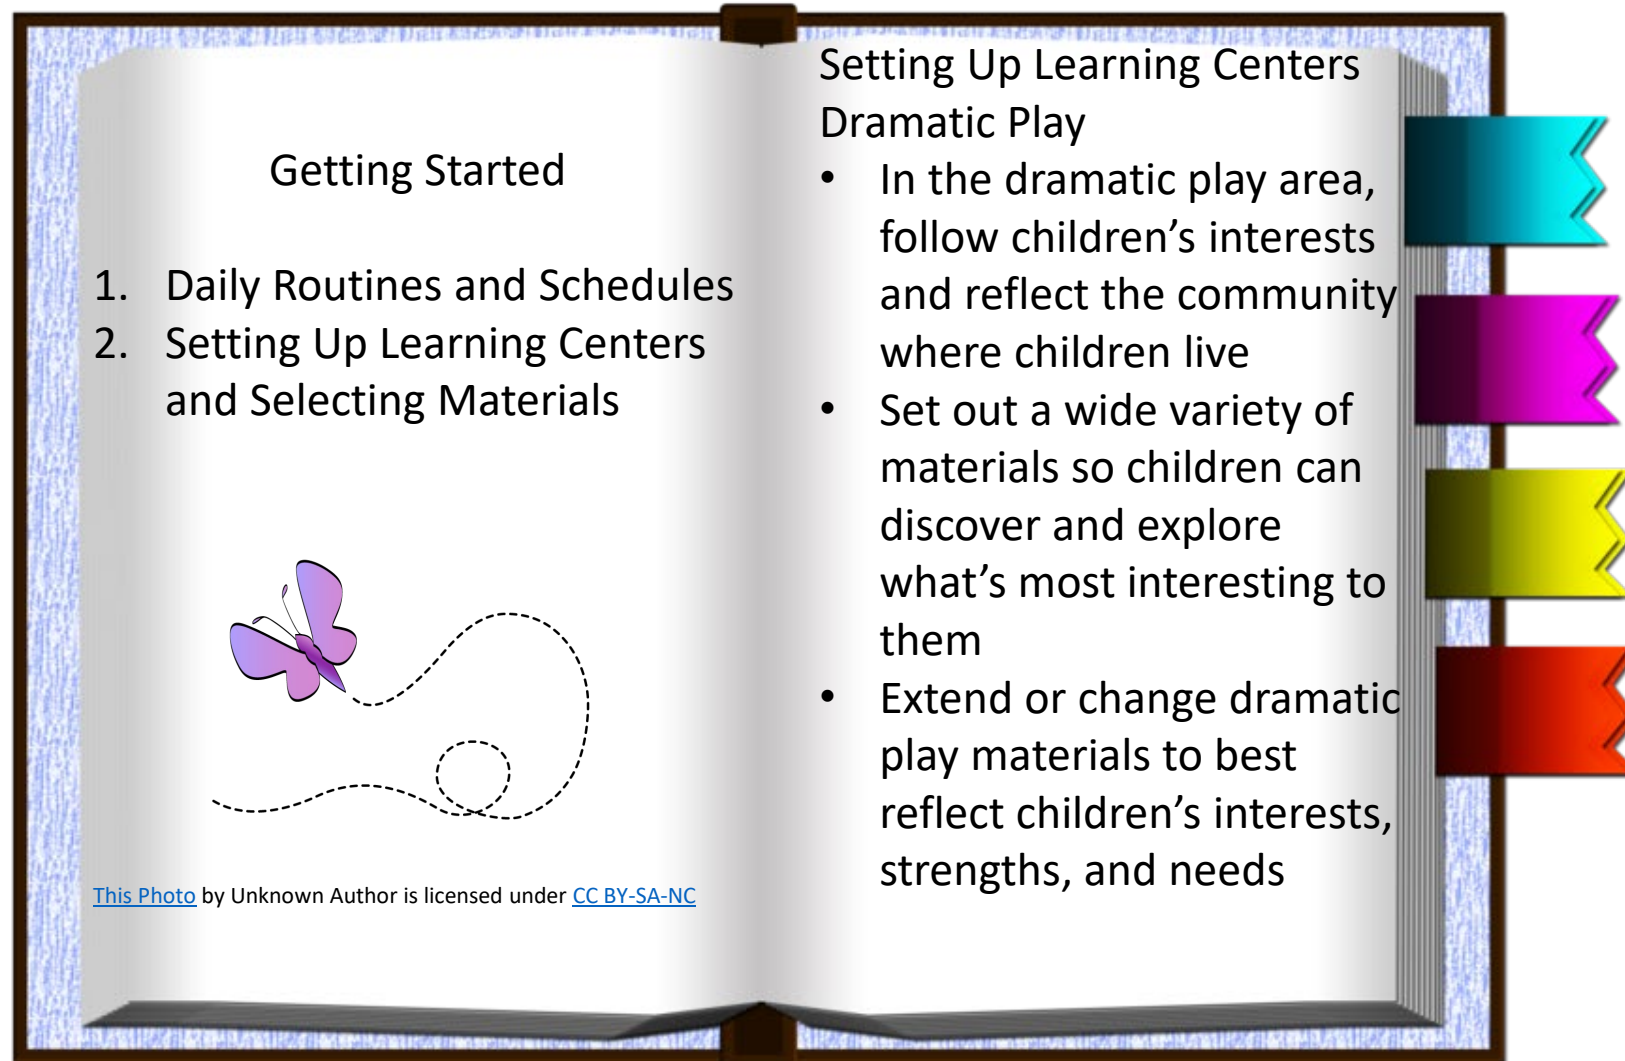 Getting Started
1. Daily Routines and Schedules
2. Setting Up Learning Centers
and Selecting Materials
This Photo by Unknown Author is licensed under CC BY-SA-NC
Setting Up Learning Centers
Dramatic Play
• In the dramatic play area,
follow children’s interests
and reflect the community
where children live
• Set out a wide variety of
materials so children can
discover and explore
what’s most interesting to
them
• Extend or change dramatic
play materials to best
reflect children’s interests,
strengths, and needs